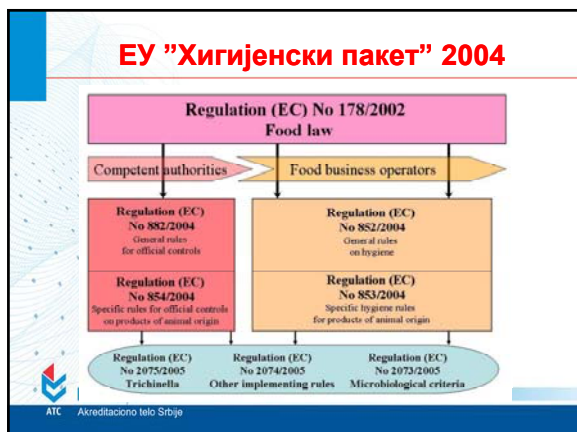 ЕУ ”Хигијенски пакет” 2004
Regulation (EC) No 178/2002
Food law
Competent authorities
Food business operators
Regulation (EC)
No 882/2004
General rules
for official controls
Regulation (EC)
No 854/2004
Specific rules for official controls
on products of animal origin
Regulation (EC)
No 852/2004
General rules
on hygiene
Regulation (EC)
No 853/2004
Specific hygiene rules
for products of animal origin
Regulation (EC)
No 2075/2005
Trichinella
Regulation (EC)
No 2074/2005
Other implementing rules
Regulation (EC)
No 2073/2005
Microbiological criteria
ATC Akreditaciono telo Srbije